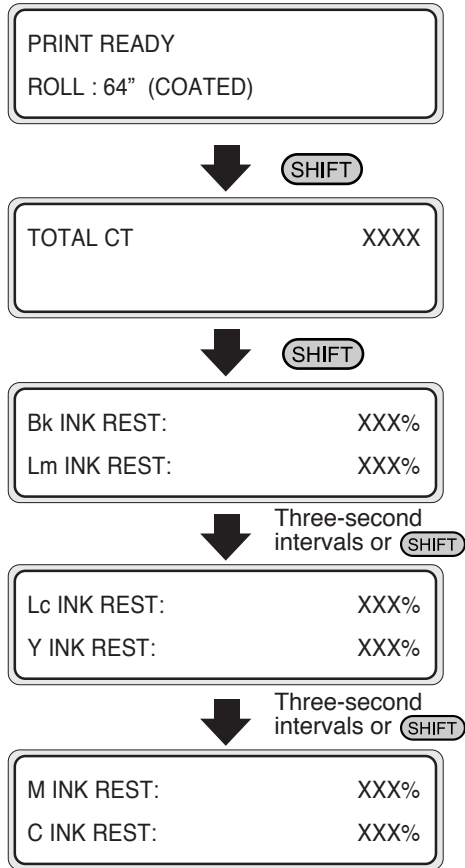 PRINT READY
ROLL : 64” (COATED)
SHIFT
TOTAL CT XXXX
SHIFT
Bk INK REST: XXX%
Lm INK REST: XXX%
Three-second
intervals or SHIFT
Lc INK REST: XXX%
Y INK REST: XXX%
Three-second
intervals or SHIFT
M INK REST: XXX%
C INK REST: XXX%